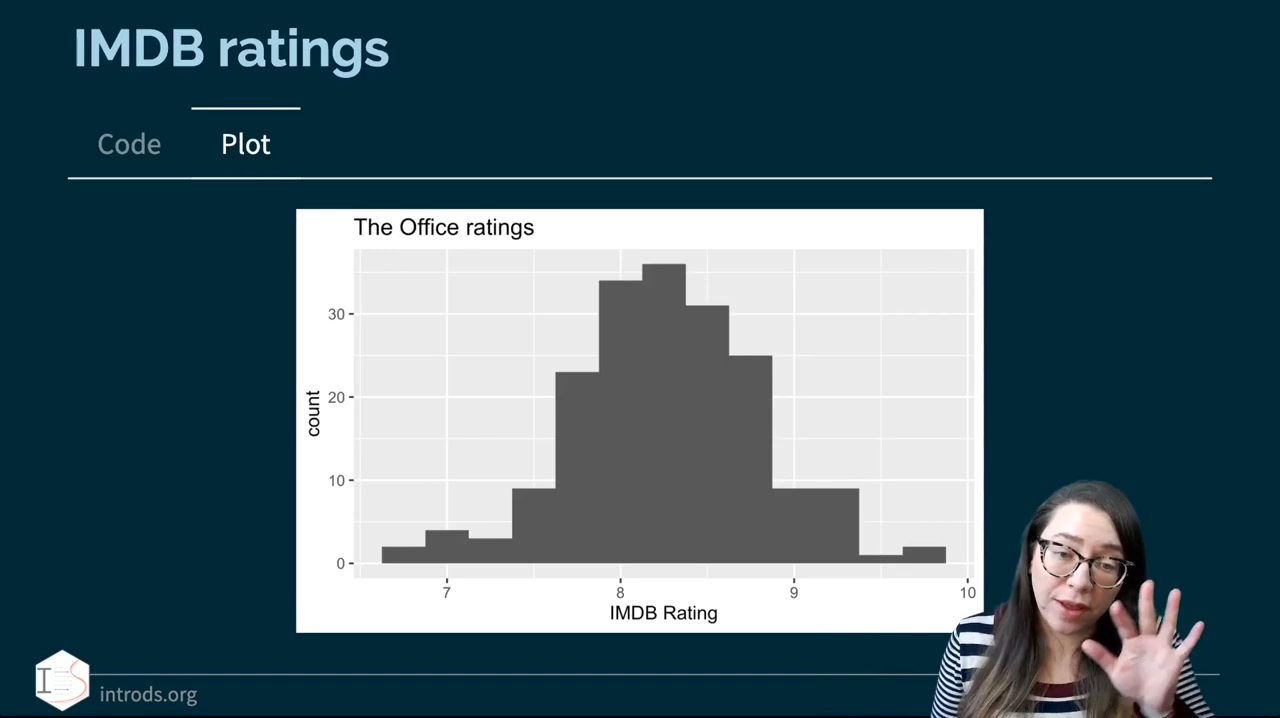 IMDB ratings
Code Plot
The Office ratings
30
20
10
0
count
7 8 9 10
IMDB Rating
IS
introds.org